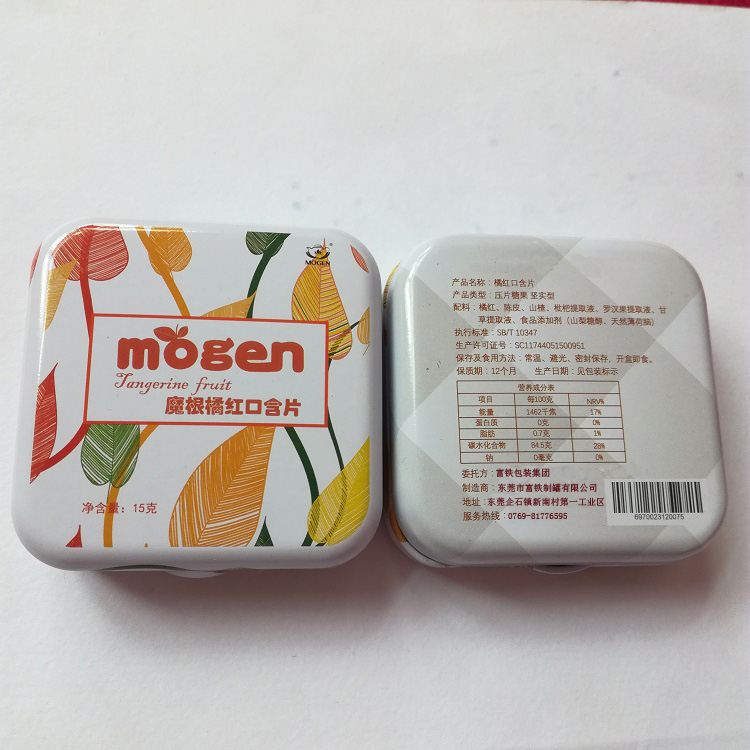 MOGEN
mogen
Tangerine fruit
魔根橘红口含片
净含量：15克
产品名称：橘红口含片
产品类型：压片糖果 坚实型
配料：橘红、陈皮、山楂、枇杷提取液、罗汉果提取液、甘
草提取液、食品添加剂（山梨糖醇、天然薄荷脑）
执行标准：SB/T 10347
生产许可证号：SC11744051500951
保存及食用方法：常温、避光、密封保存，开盒即食。
保质期：12个月 生产日期：见包装标示
营养成分表
项目 每100克 NRV%
能量 1462千焦 17%
蛋白质 0克 0%
脂肪 0.7克 1%
碳水化合物 84.5克 28%
钠 0毫克 0%
委托方：富铁包装集团
制造商：东莞市富铁制罐有限公司
地址：东莞企石镇新南村第一工业区
服务热线：0769-81776595
6970023120075